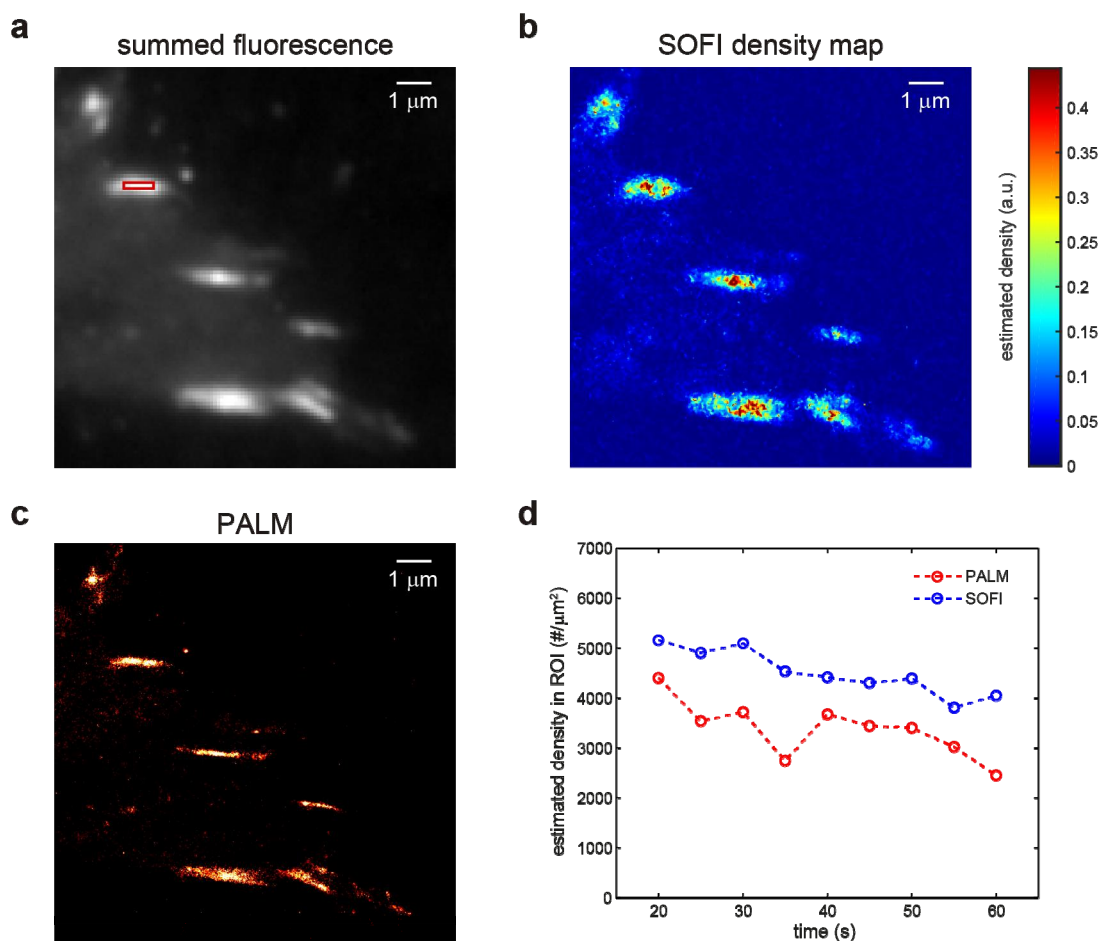 a
summed fluorescence
1 μm
b
SOFI density map
1 μm
0.4
0.35
0.3
0.25
0.2
0.15
0.1
0.05
0
estimated density (a.u.)
c
PALM
1 μm
d
7000
6000
5000
4000
3000
2000
1000
0
estimated density in ROI (#/μm²)
PALM
SOFI
20
30
40
50
60
time (s)